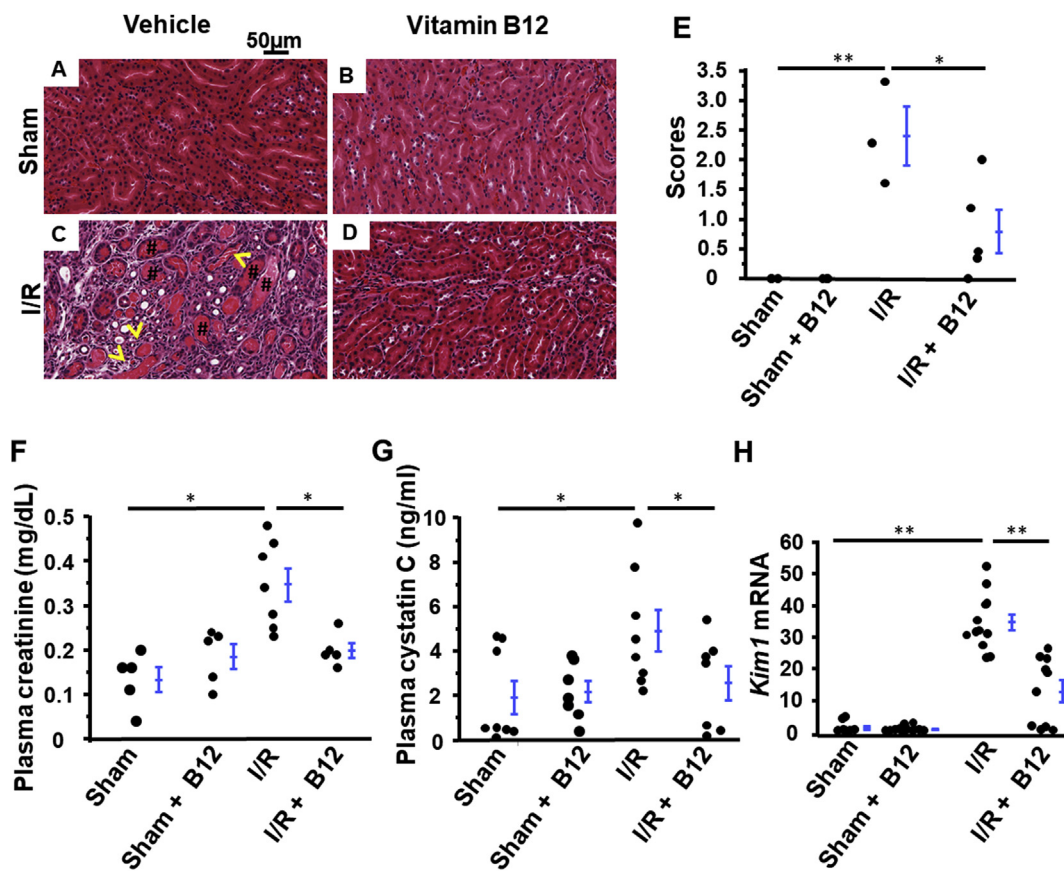 Vehicle
Vitamin B12
50µm
Sham
A
B
I/R
C
#
#
#
#
#
D
E
**
*
Scores
3.5
3.0
2.5
2.0
1.5
1.0
0.5
0
Sham
Sham + B12
I/R
I/R + B12
F
*
*
Plasma creatinine (mg/dL)
0.5
0.4
0.3
0.2
0.1
0
Sham
Sham + B12
I/R
I/R + B12
G
*
*
Plasma cystatin C (ng/ml)
10
8
6
4
2
0
Sham
Sham + B12
I/R
I/R + B12
H
**
**
Kim1 mRNA
60
50
40
30
20
10
0
Sham
Sham + B12
I/R
I/R + B12